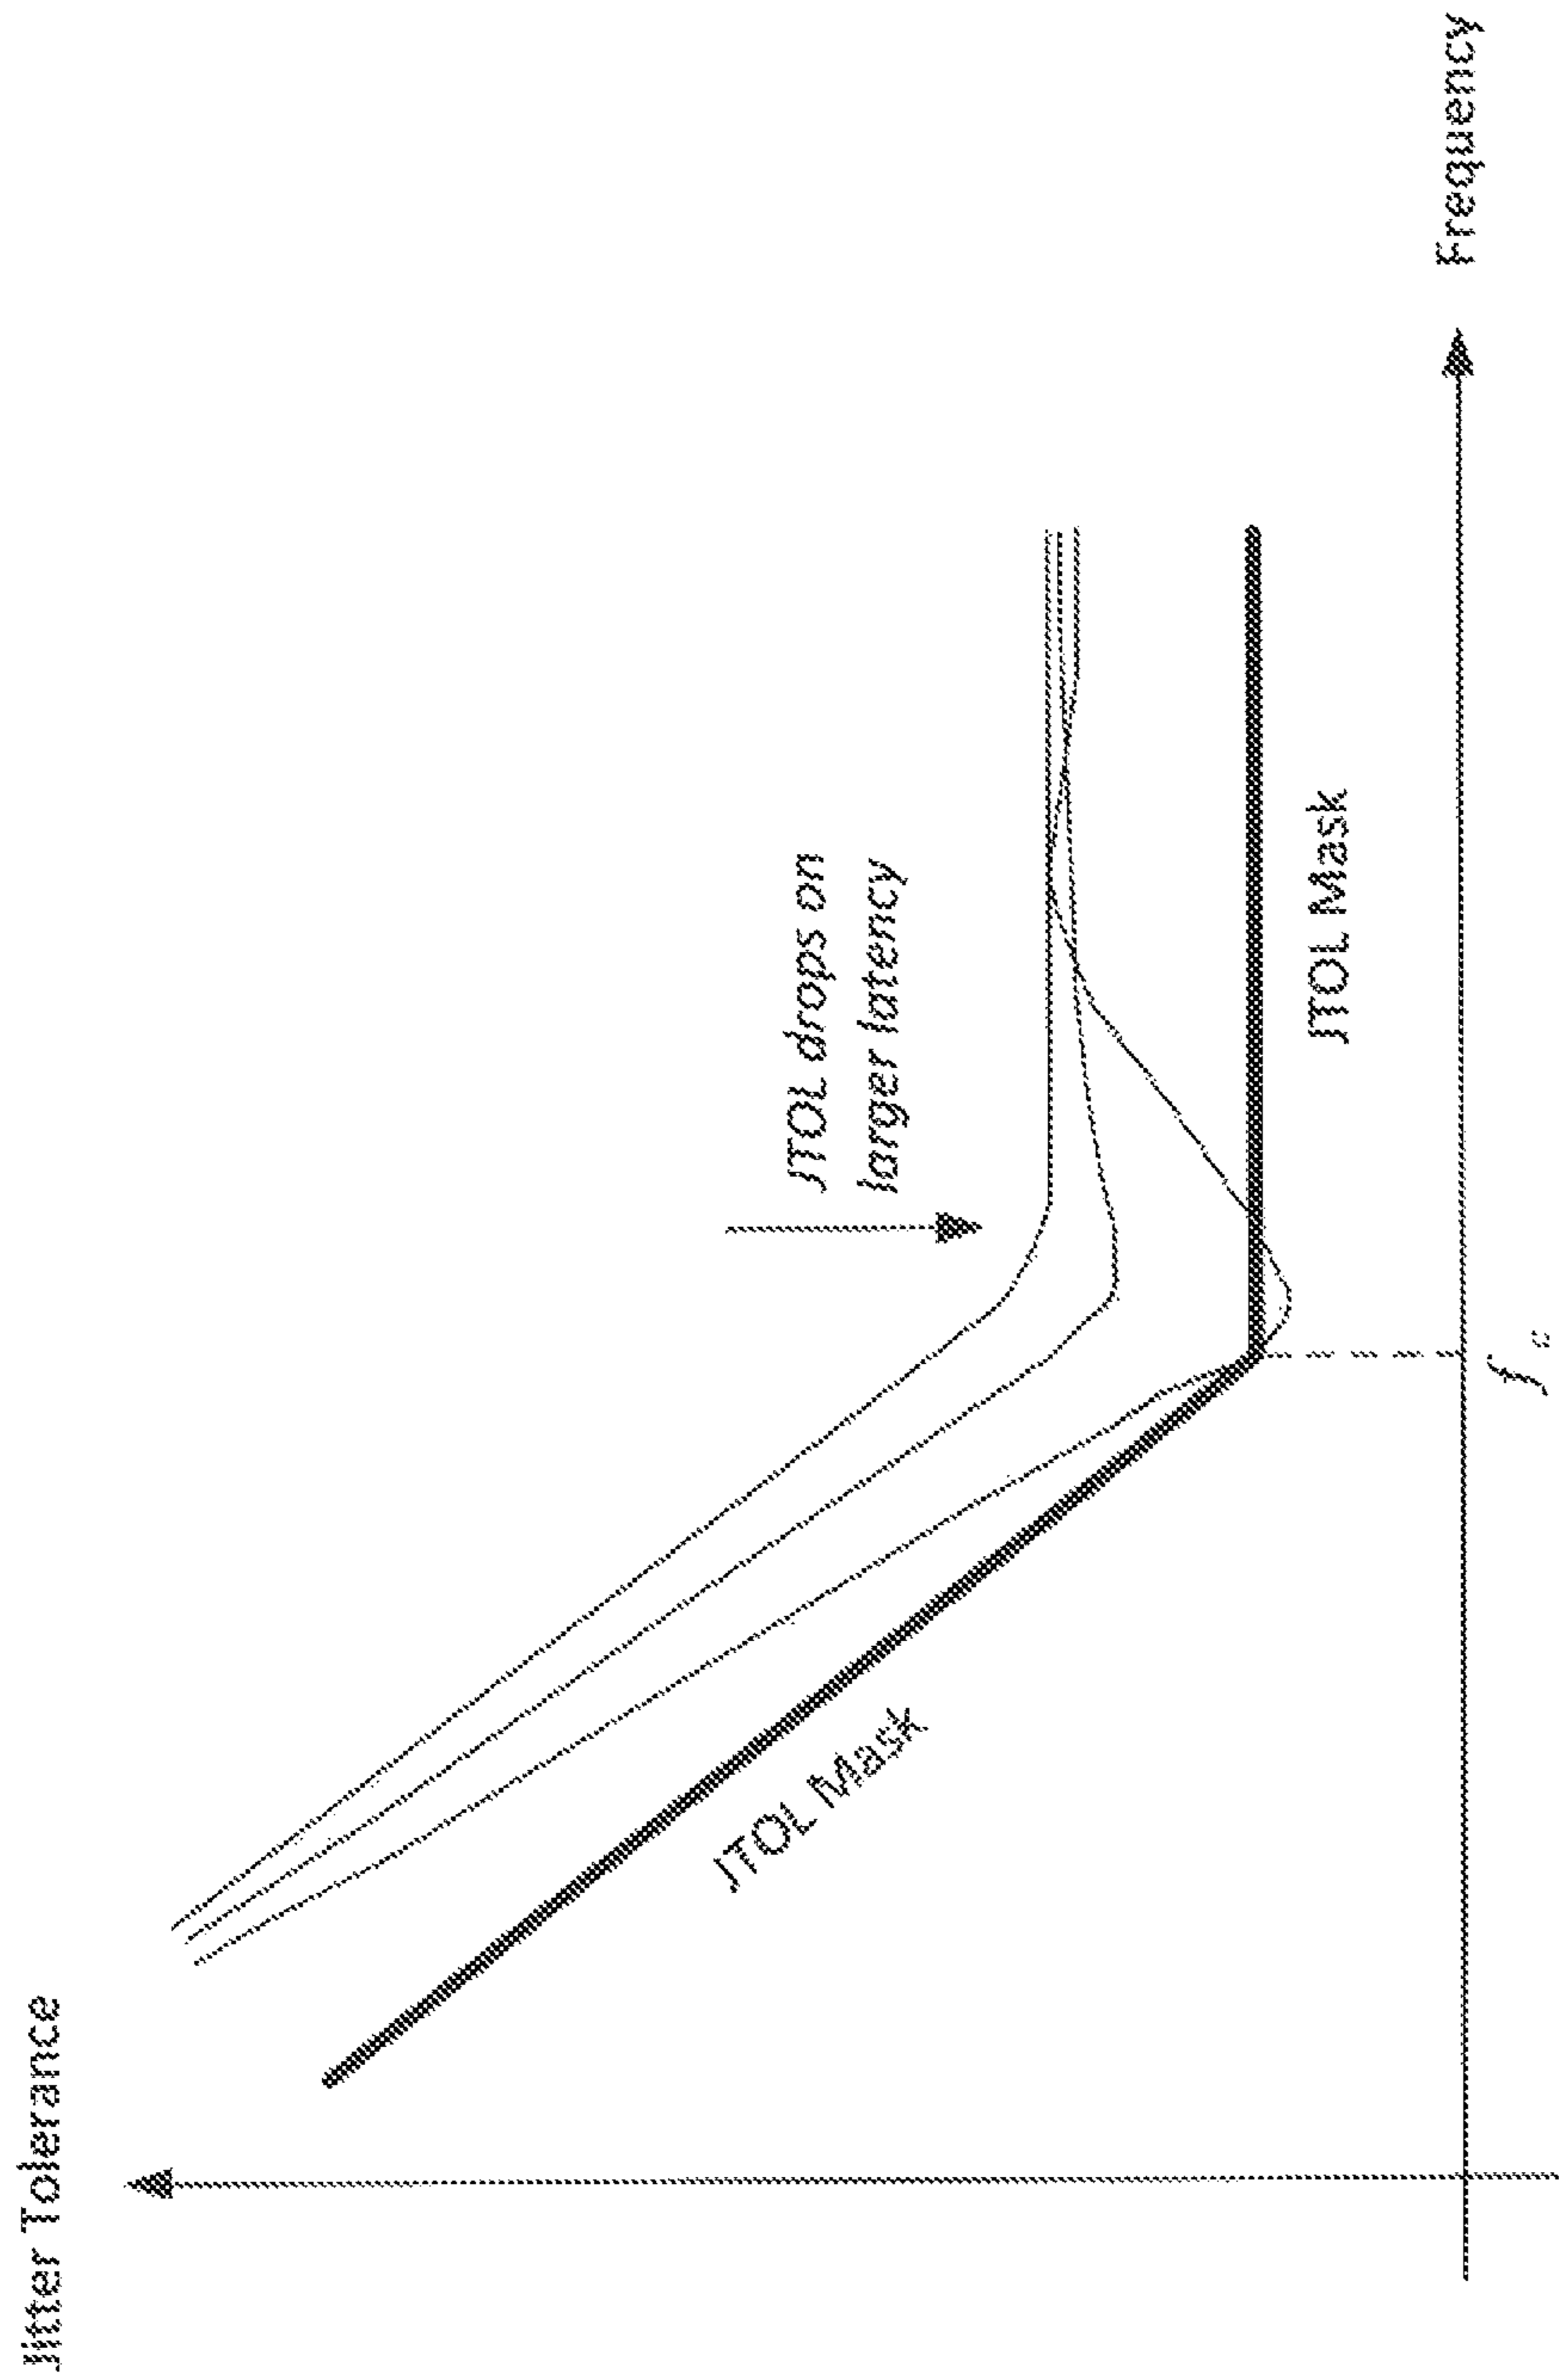 Jitter Tolerance
JTOL drops on
larger latency
JTOL Mask
JTOL Mask
f c
Frequency